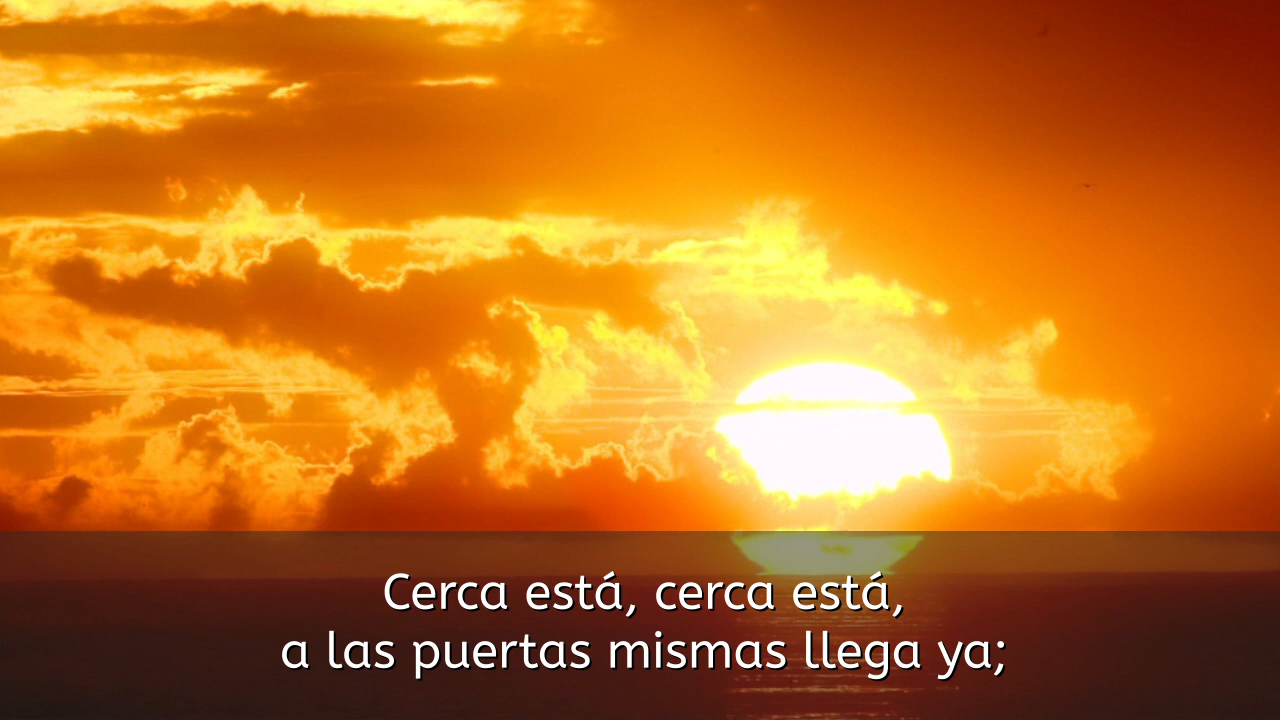 Cerca está, cerca está,
a las puertas mismas llega ya;